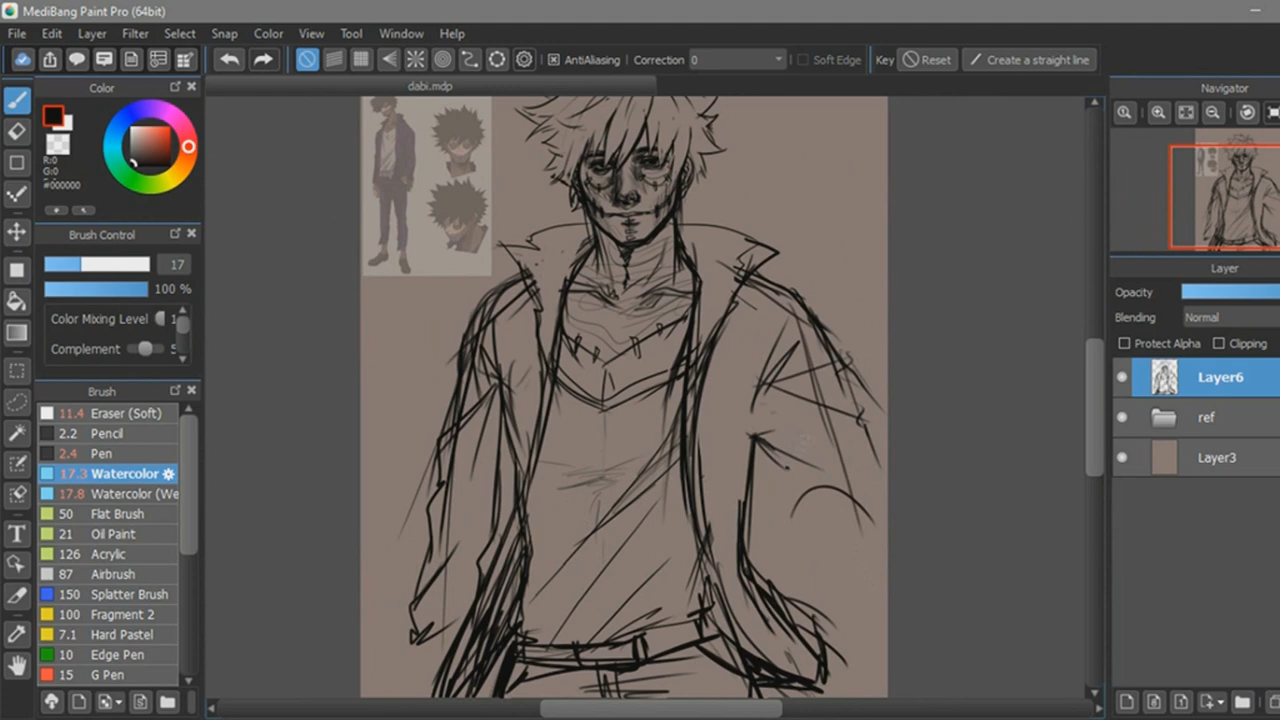 MediBang Paint Pro (64bit)
File Edit Layer Filter Select Snap Color View Tool Window Help
AntiAliasing Correction 0 Soft Edge Key Reset Create a straight line
Color
dabi.mdp
Navigator
R:0
G:0
#000000
Brush Control
17
100 %
Color Mixing Level 1
Complement 5
Layer
Opacity
Blending Normal
Protect Alpha Clipping
Layer6
ref
Layer3
Brush
11.4 Eraser (Soft)
2.2 Pencil
2.4 Pen
17.3 Watercolor
17.8 Watercolor (We
50 Flat Brush
21 Oil Paint
126 Acrylic
87 Airbrush
150 Splatter Brush
100 Fragment 2
7.1 Hard Pastel
10 Edge Pen
15 G Pen